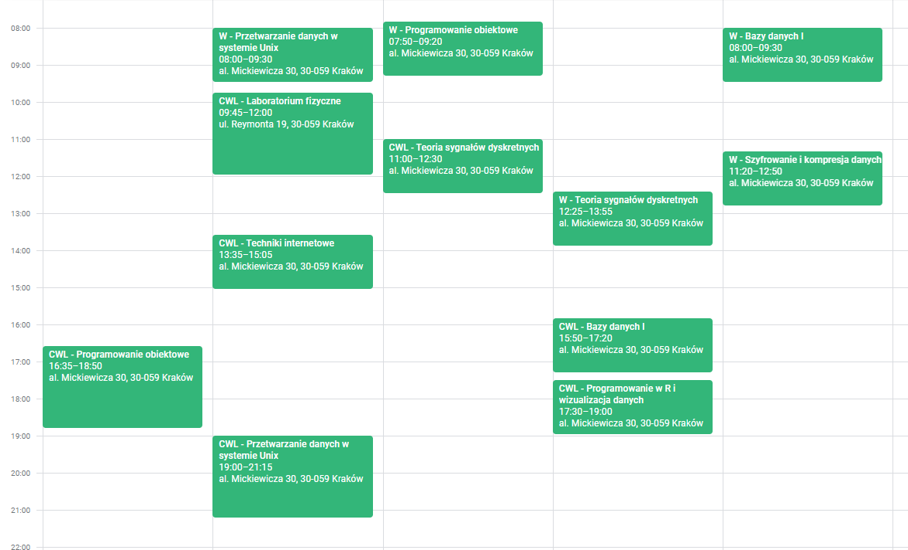 08:00
09:00
10:00
11:00
12:00
13:00
14:00
15:00
16:00
17:00
18:00
19:00
20:00
21:00
22:00
CWL - Programowanie obiektowe
16:35–18:50
al. Mickiewicza 30, 30-059 Kraków
W - Przetwarzanie danych w
systemie Unix
08:00–09:30
al. Mickiewicza 30, 30-059 Kraków
CWL - Laboratorium fizyczne
09:45–12:00
ul. Reymonta 19, 30-059 Kraków
CWL - Techniki internetowe
13:35–15:05
al. Mickiewicza 30, 30-059 Kraków
CWL - Przetwarzanie danych w
systemie Unix
19:00–21:15
al. Mickiewicza 30, 30-059 Kraków
W - Programowanie obiektowe
07:50–09:20
al. Mickiewicza 30, 30-059 Kraków
CWL - Teoria sygnałów dyskretnych
11:00–12:30
al. Mickiewicza 30, 30-059 Kraków
W - Teoria sygnałów dyskretnych
12:25–13:55
al. Mickiewicza 30, 30-059 Kraków
CWL - Bazy danych I
15:50–17:20
al. Mickiewicza 30, 30-059 Kraków
CWL - Programowanie w R i
wizualizacja danych
17:30–19:00
al. Mickiewicza 30, 30-059 Kraków
W - Bazy danych I
08:00–09:30
al. Mickiewicza 30, 30-059 Kraków
W - Szyfrowanie i kompresja danych
11:20–12:50
al. Mickiewicza 30, 30-059 Kraków